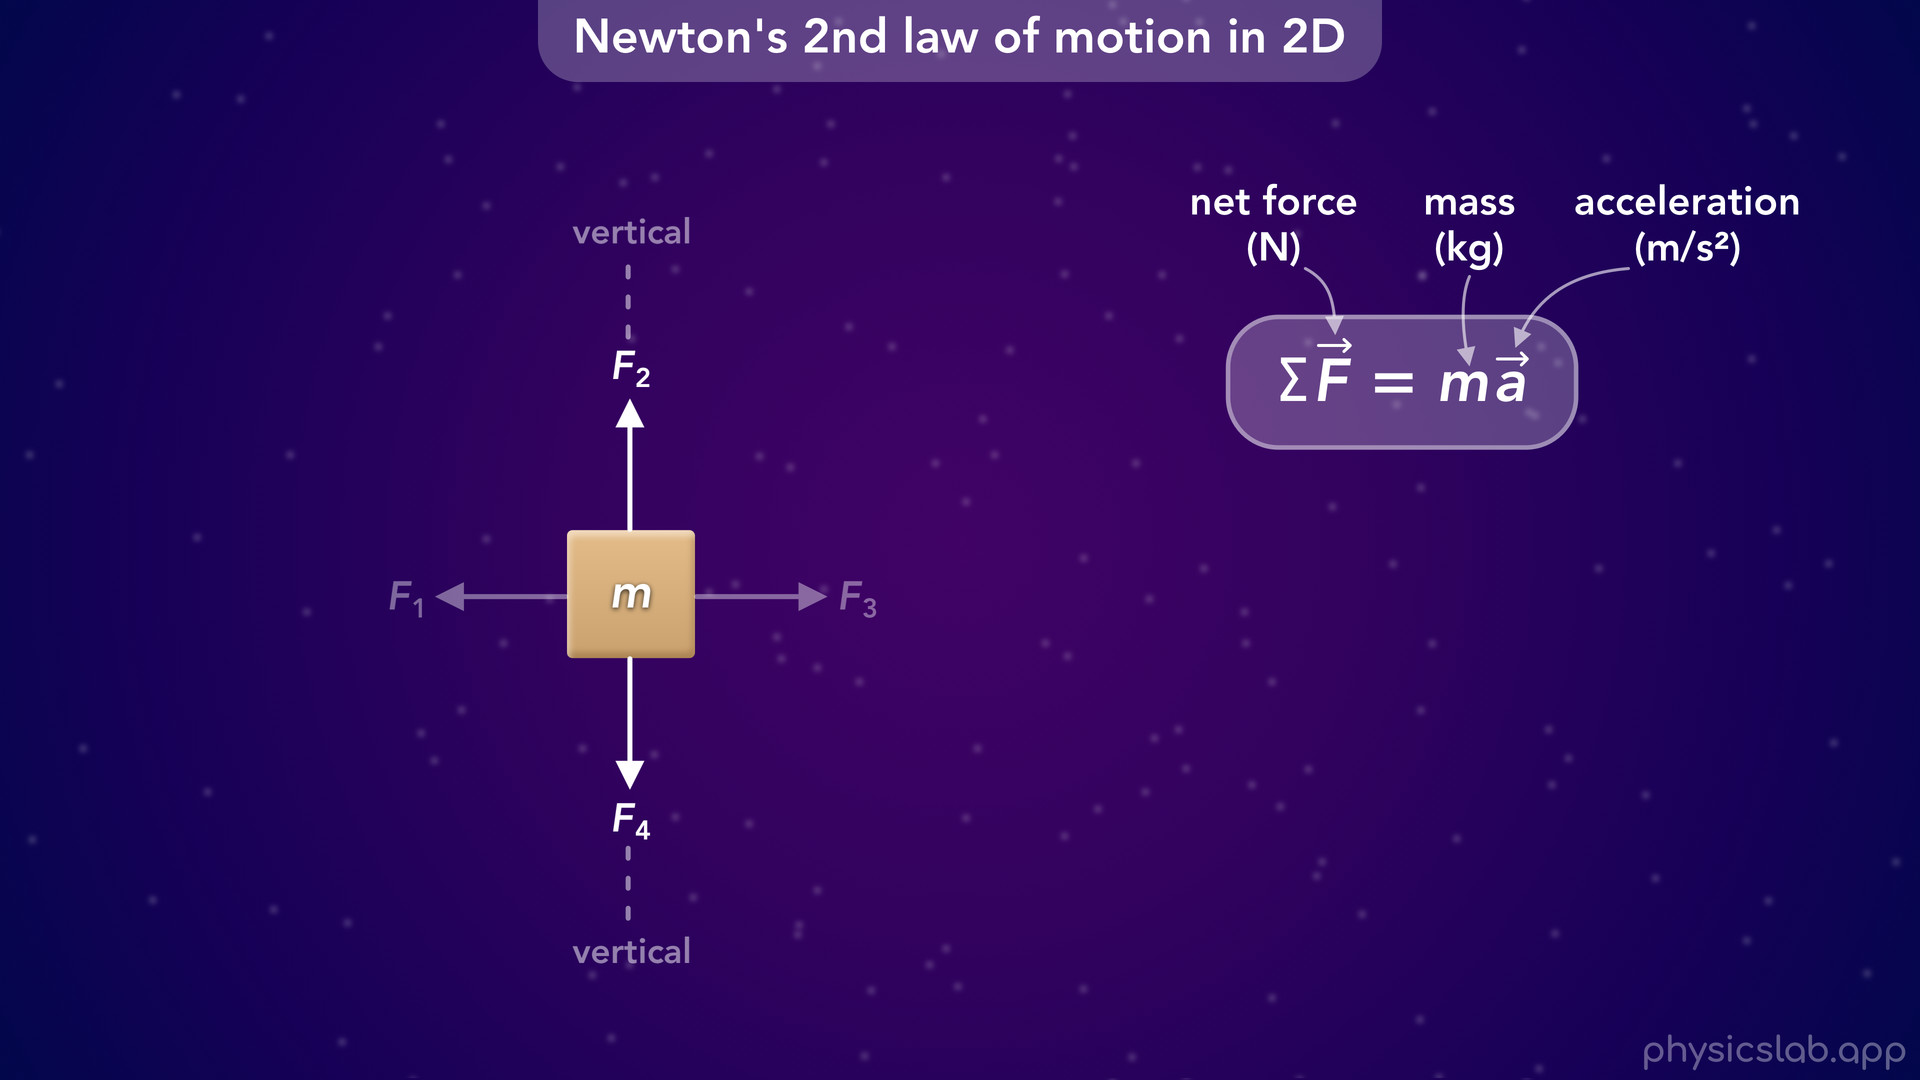 Newton's 2nd law of motion in 2D
net force
(N)
mass
(kg)
acceleration
(m/s²)
ΣF⃗ = ma⃗
vertical
F₂
F₁
m
F₃
F₄
vertical
physicslab.app